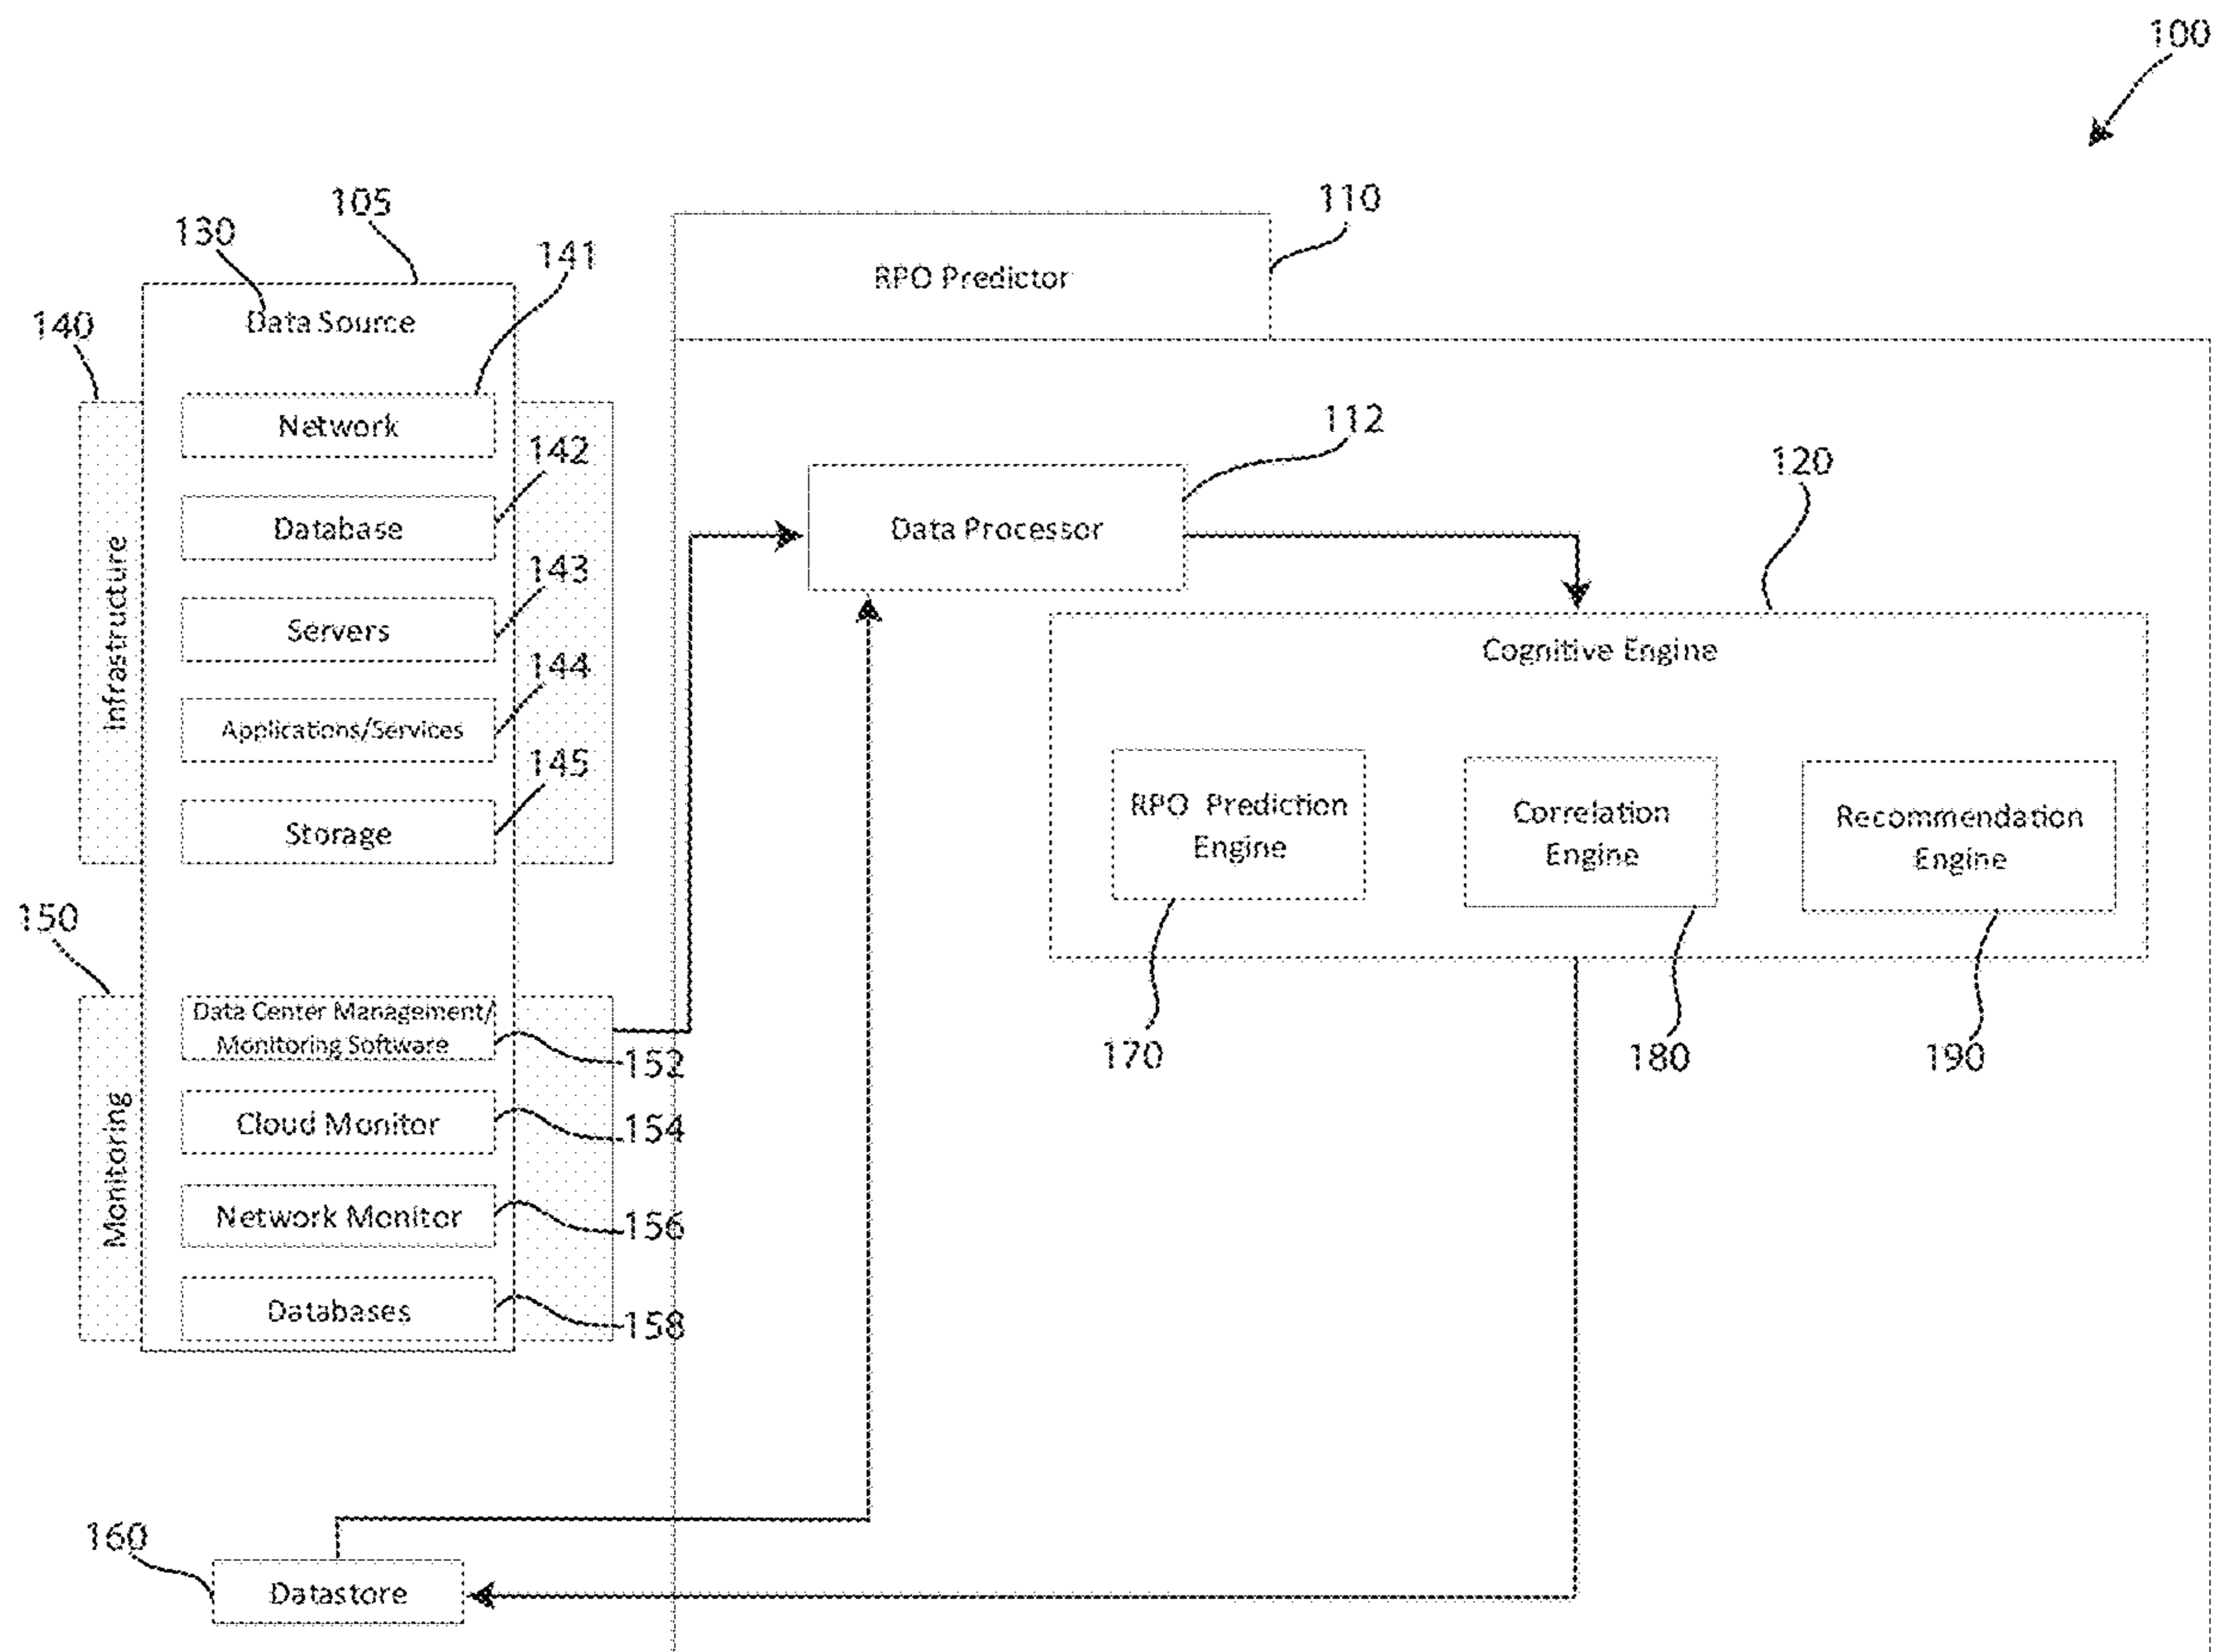 100
105
130
110
141
RPO Predictor
Data Source
140
Network
112
142
120
Database
Data Processor
143
Servers
Infrastructure
Cognitive Engine
144
Applications/Services
145
Storage
RPO Prediction
Engine
Correlation
Engine
Recommendation
Engine
150
Data Center Management/
Monitoring Software
152
170
180
190
Cloud Monitor
154
Monitoring
Network Monitor
156
Databases
158
160
Datastore